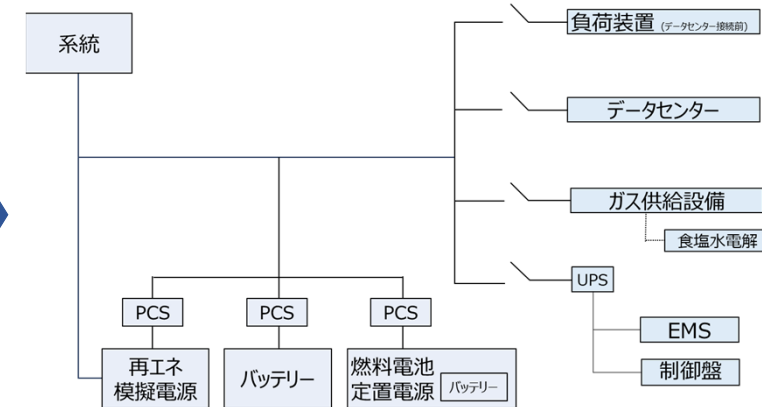 系統
負荷装置 (データセンター接続前)
データセンター
ガス供給設備
食塩水電解
UPS
EMS
制御盤
PCS
PCS
PCS
再エネ
模擬電源
バッテリー
燃料電池
定置電源
バッテリー